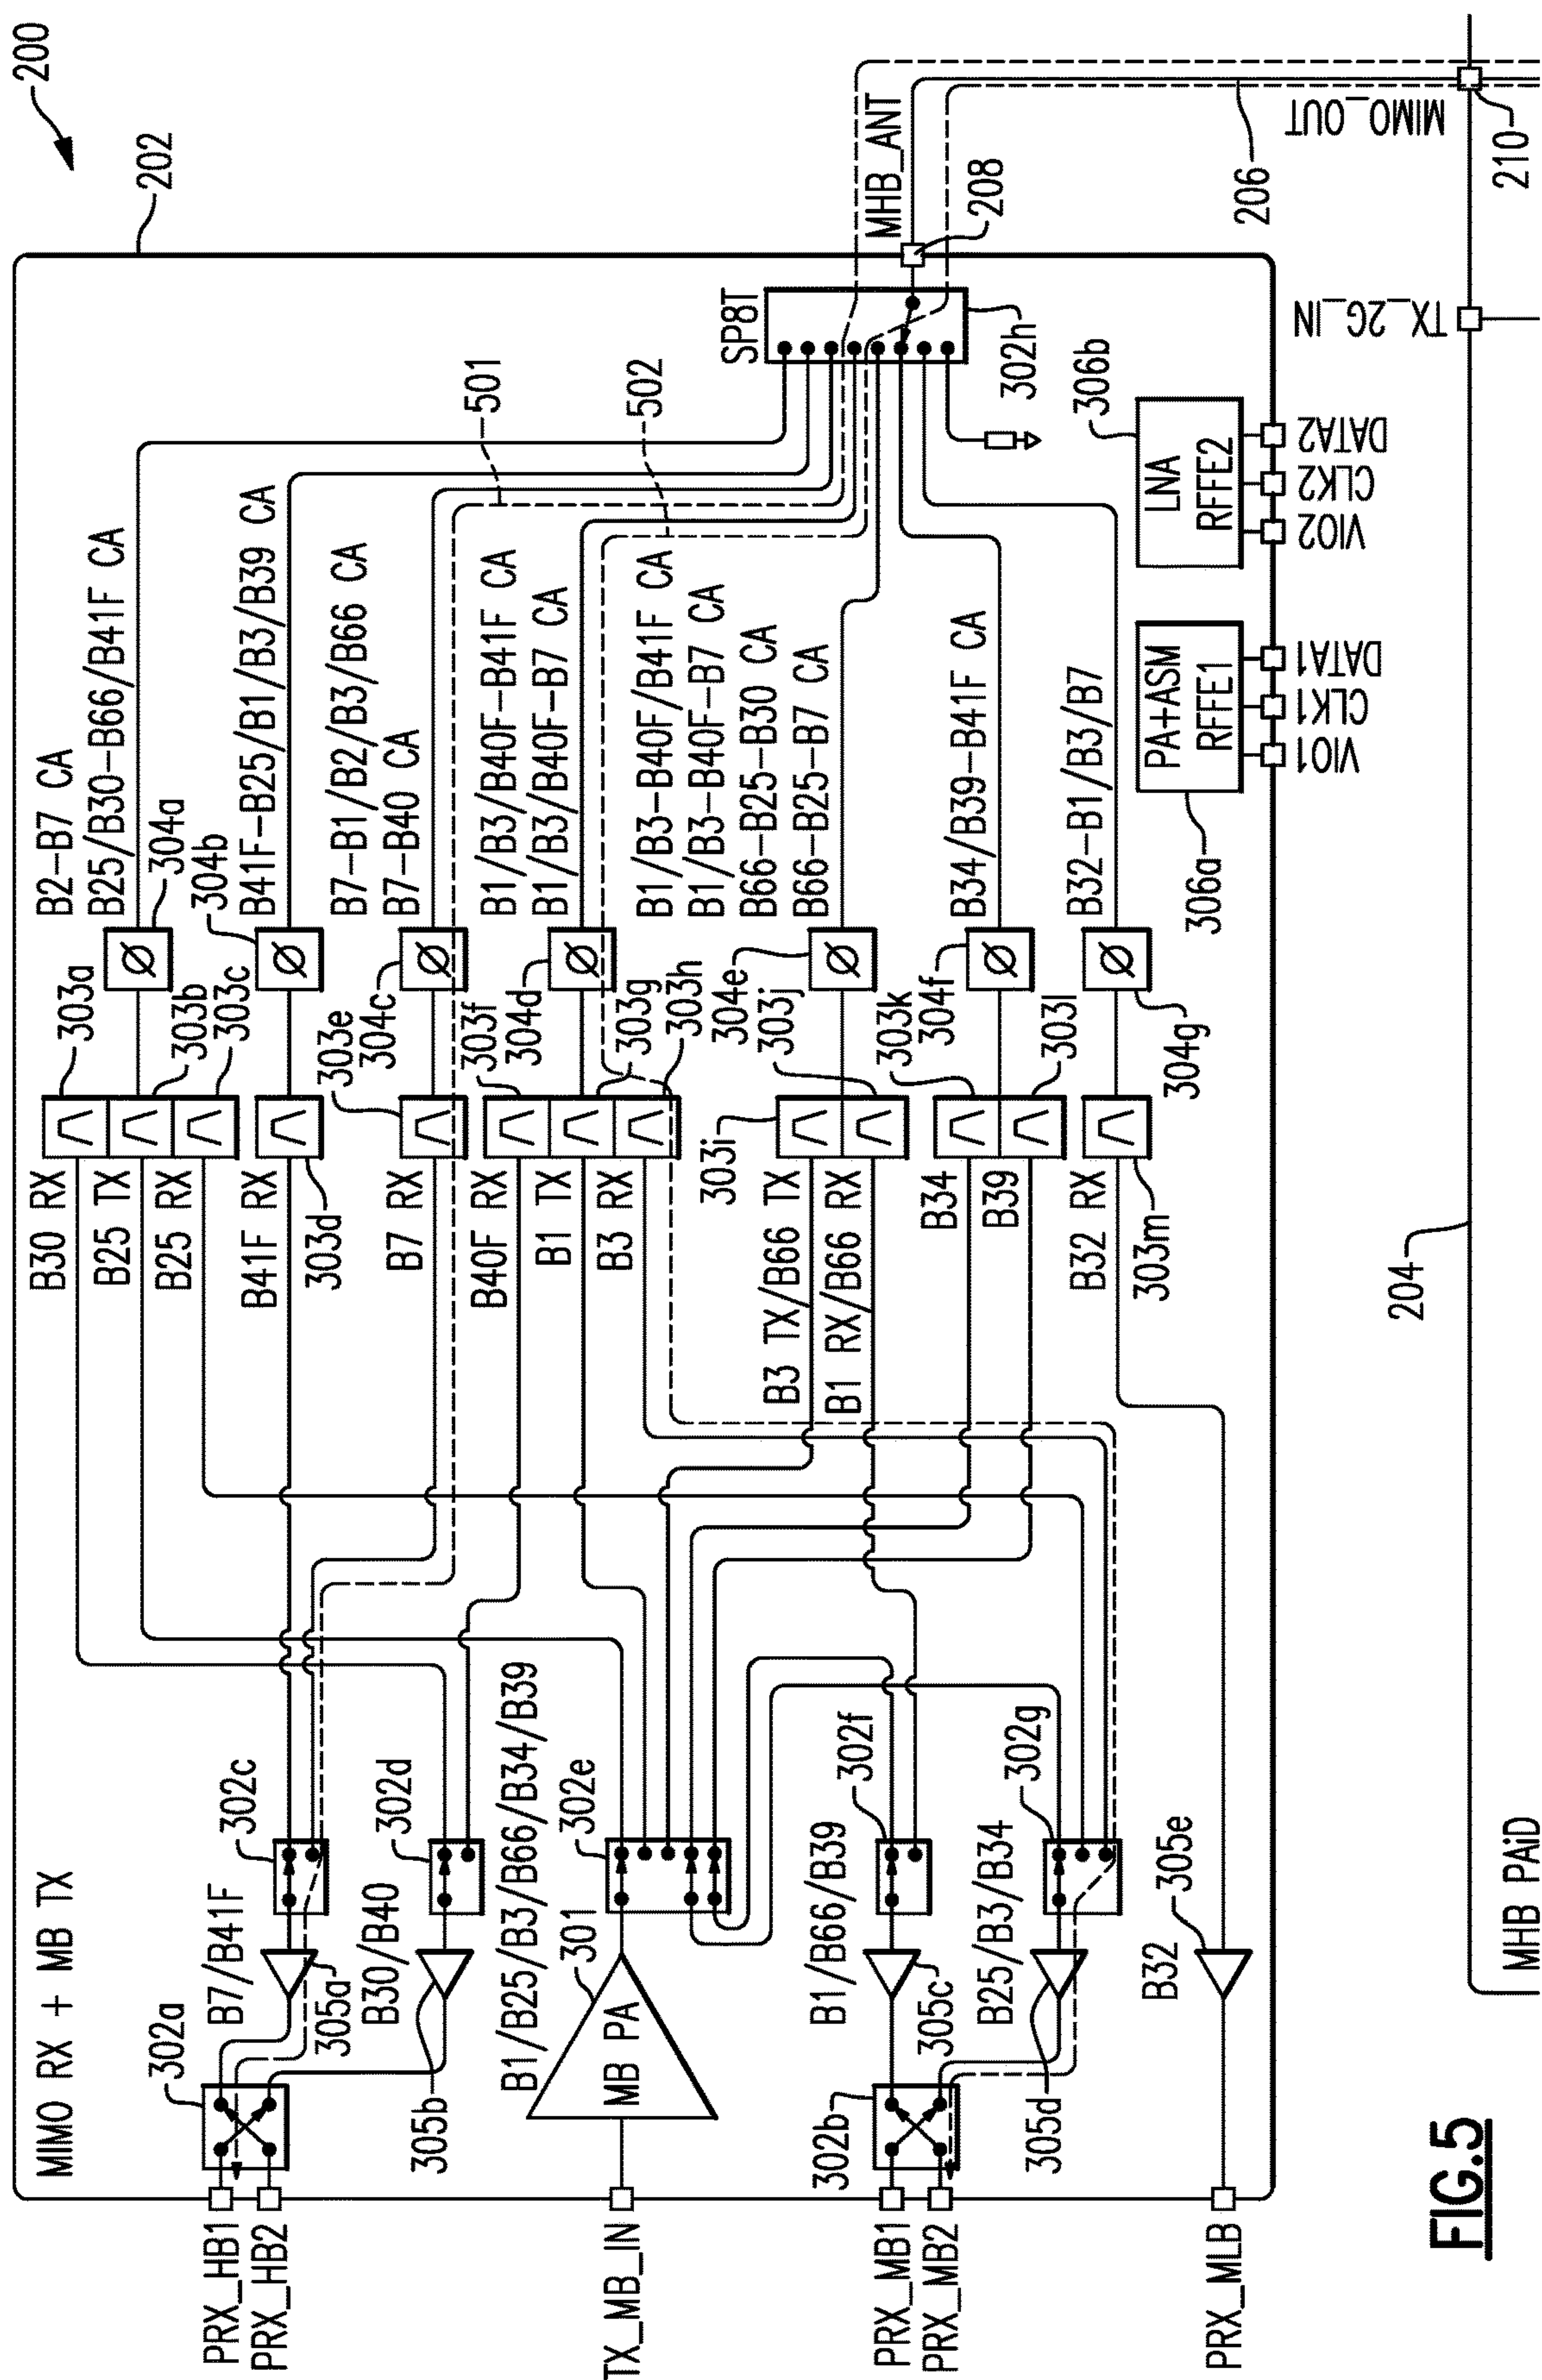 200
202
MIMO RX + MB TX
302a
B7/B41F
302c
305a
B30/B40
302d
305b
B1/B25/B3/B66/B34/B39
301
MB PA
302e
B1/B66/B39
302f
305c
302b
B25/B3/B34
302g
305d
B32
305e
PRX_HB1
PRX_HB2
TX_MB_IN
PRX_MB1
PRX_MB2
PRX_MLB
B30 RX
B25 TX
B25 RX
B41F RX
303d
B7 RX
B40F RX
B1 TX
B3 RX
B3 TX/B66 TX
B1 RX/B66 RX
B34
B39
B32 RX
303m
303a
303b
303c
303e
303f
303g
303h
303i
303j
303k
303l
304a
304b
304c
304d
304e
304f
304g
B2-B7 CA
B25/B30-B66/B41F CA
B41F-B25/B1/B3/B39 CA
B7-B1/B2/B3/B66 CA
B7-B40 CA
B1/B3/B40F-B41F CA
B1/B3/B40F-B7 CA
B1/B3-B40F/B41F CA
B1/B3-B40F-B7 CA
B66-B25-B30 CA
B66-B25-B7 CA
B34/B39-B41F CA
B32-B1/B3/B7
501
502
SP8T
302h
MHB_ANT
208
206
PA+ASM
RFFE1
306a
VIO1
CLK1
DATA1
LNA
RFFE2
306b
VIO2
CLK2
DATA2
TX_2G_IN
MIMO_OUT
210
204
MHB PAiD
FIG.5